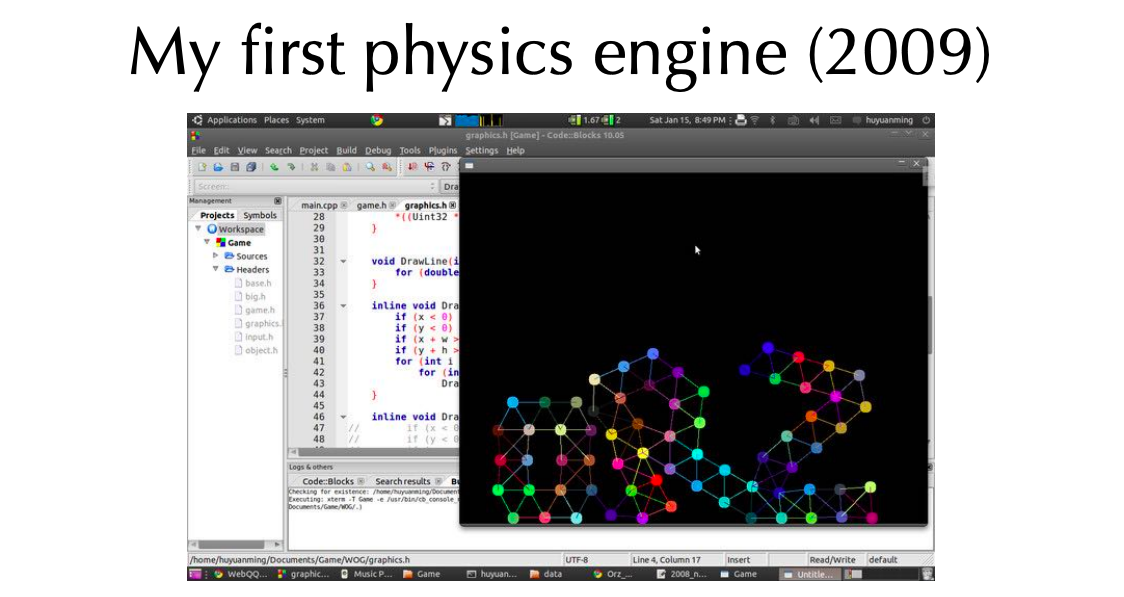 My first physics engine (2009)
Applications Places System 1.67 2 Sat Jan 15, 8:49 PM huyuanming
graphics.h [Game] - Code::Blocks 10.05
File Edit View Search Project Build Debug Tools Plugins Settings Help
Screen: Dra
Management
main.cpp game.h graphics.h
Projects Symbols
Workspace
Game
Sources
Headers
base.h
big.h
game.h
graphics.
input.h
object.h
28 *((Uint32 *
29 }
30
31
32 void DrawLine(i
33 for (double
34 }
35
36 inline void Dra
37 if (x < 0)
38 if (y < 0)
39 if (x + w >
40 if (y + h >
41 for (int i
42 for (in
43 Dra
44 }
45
46 inline void Dra
47 // if (x < 0
48 // if (y < 0
Logs & others
Code::Blocks Search results Bu
Checking for existence: /home/huyuanming/Document
Executing: xterm -T Game -e /usr/bin/cb_console_
Documents/Game/WOG/.)
/home/huyuanming/Documents/Game/WOG/graphics.h UTF-8 Line 4, Column 17 Insert Read/Write default
WebQQ... graphic... Music P... Game huyuan... data Orz_... 2008_n... Game Untitle...